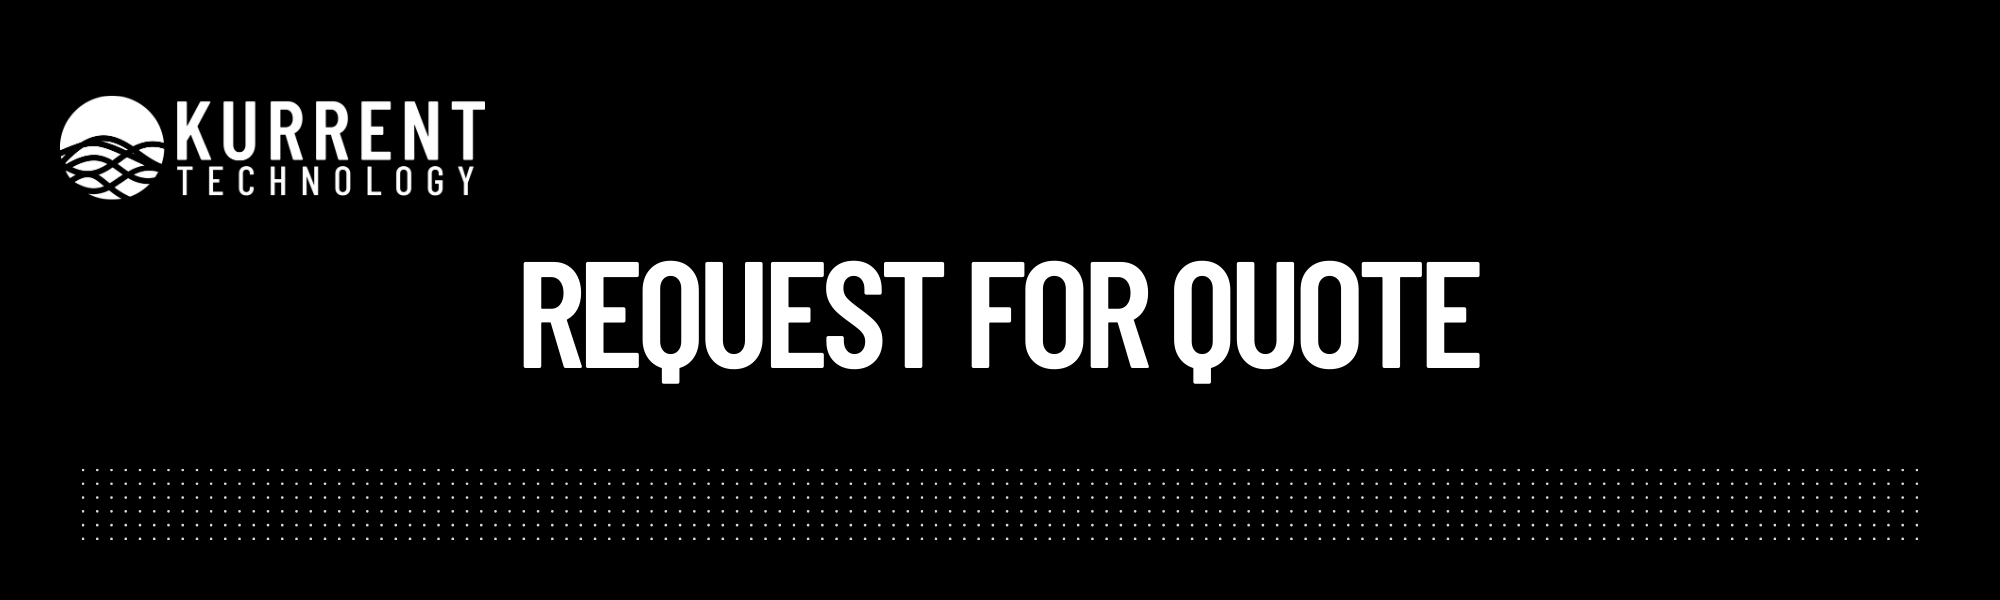 KURRENT
TECHNOLOGY
REQUEST FOR QUOTE